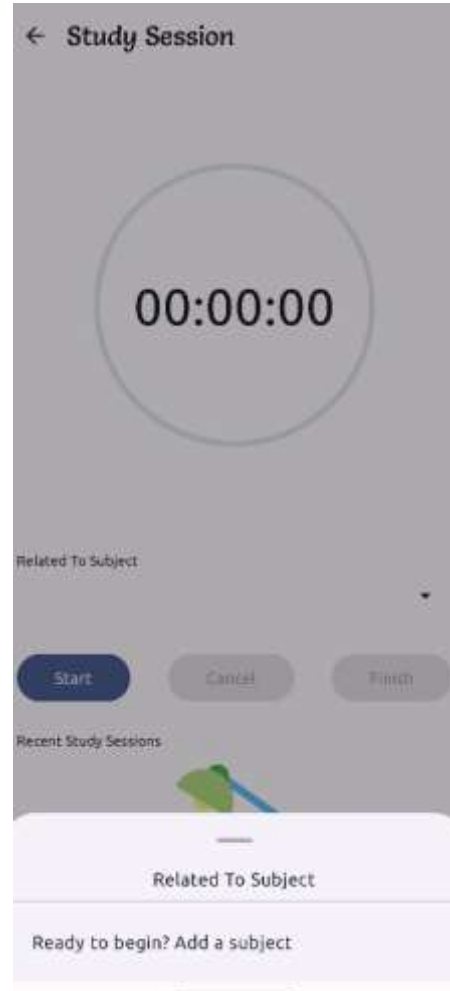 Study Session
00:00:00
Related To Subject
Start Cancel Finish
Recent Study Sessions
Related To Subject
Ready to begin? Add a subject